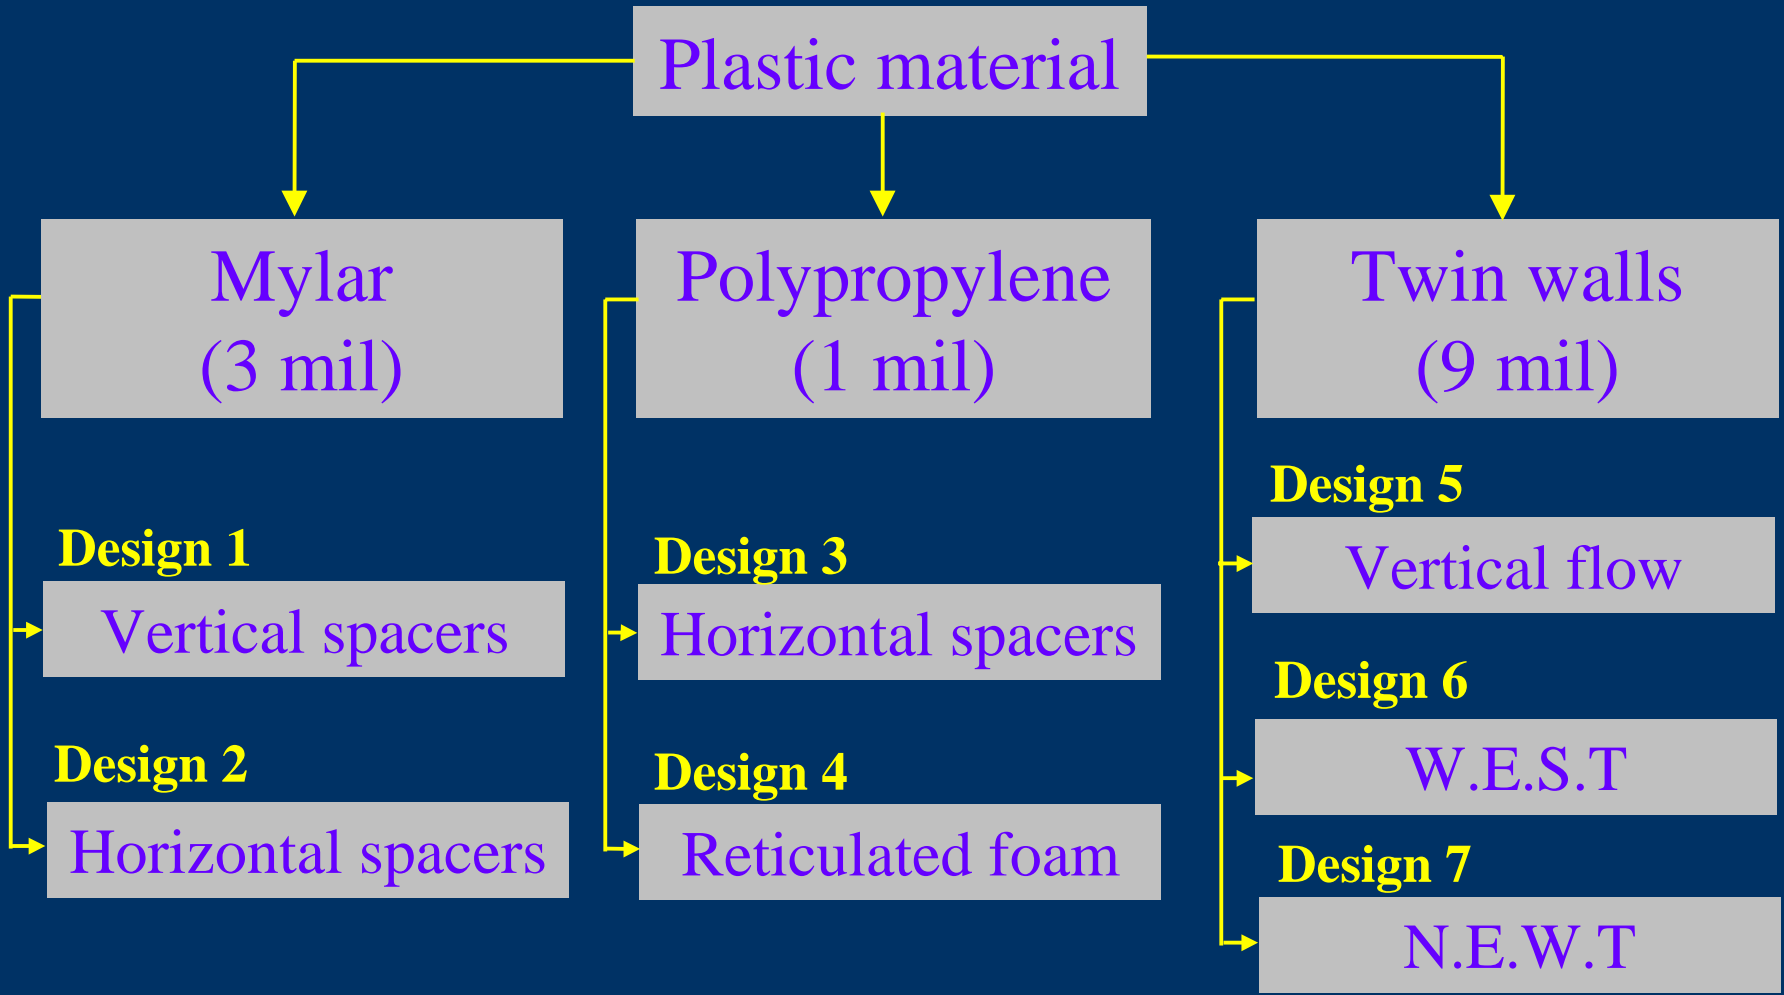 Plastic material
Mylar
(3 mil)
Design 1
Vertical spacers
Design 2
Horizontal spacers
Polypropylene
(1 mil)
Design 3
Horizontal spacers
Design 4
Reticulated foam
Twin walls
(9 mil)
Design 5
Vertical flow
Design 6
W.E.S.T
Design 7
N.E.W.T